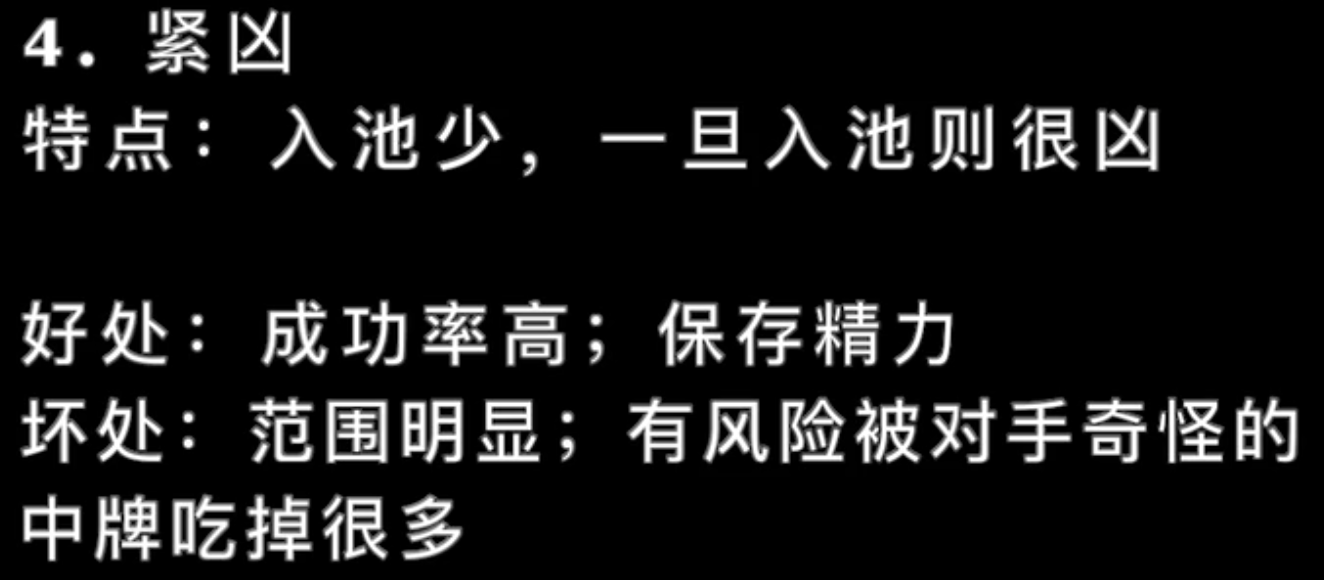 4. 紧凶
特点：入池少，一旦入池则很凶
好处：成功率高；保存精力
坏处：范围明显；有风险被对手奇怪的
中牌吃掉很多